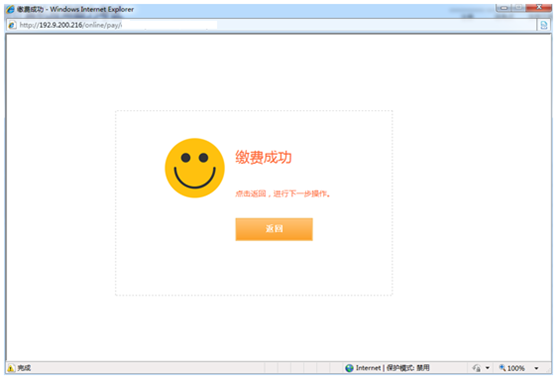 缴费成功 - Windows Internet Explorer
http://192.9.200.216/online/pay/
缴费成功
点击返回，进行下一步操作。
返回
完成
Internet | 保护模式: 禁用
100%